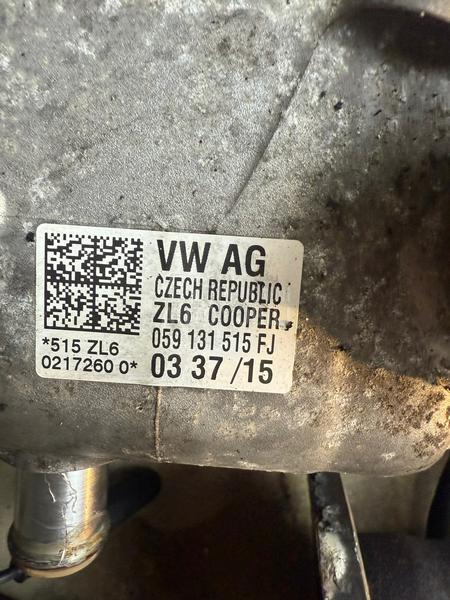 VW AG
CZECH REPUBLIC
ZL6 COOPER
059 131 515 FJ
03 37 /15
*515 ZL6
0217260 0*